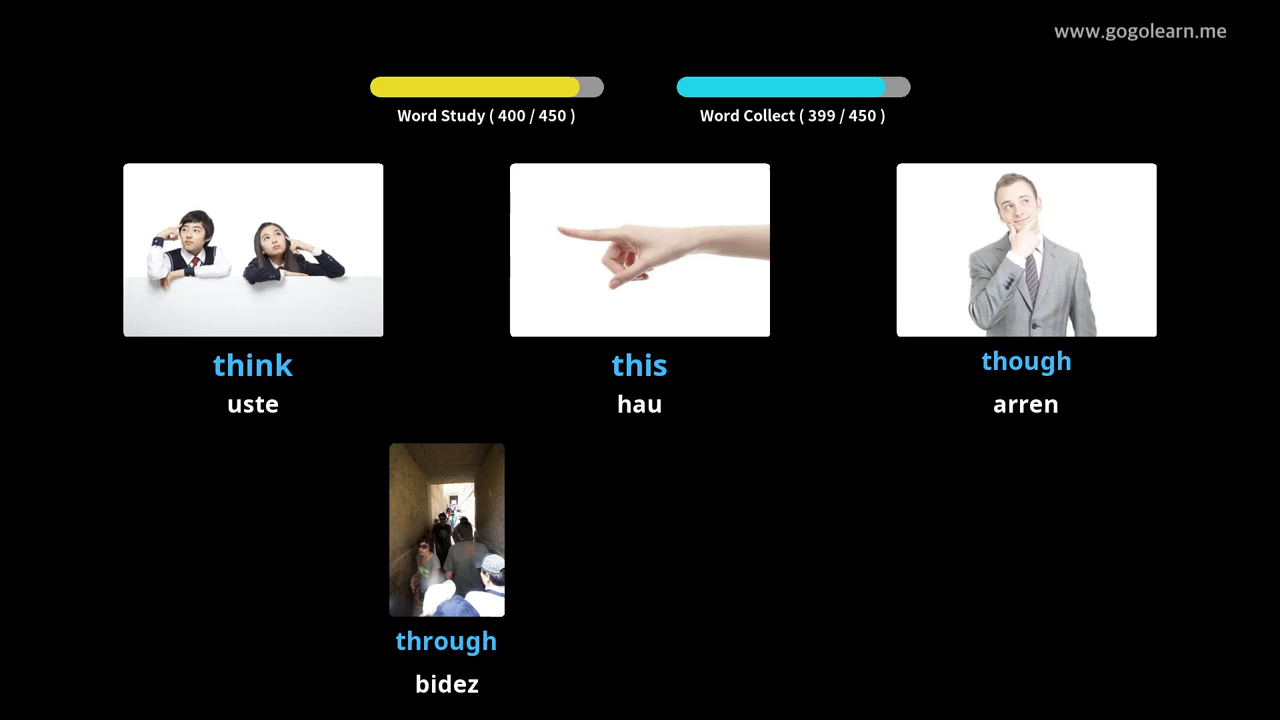 www.gogolearn.me
Word Study ( 400 / 450 )
Word Collect ( 399 / 450 )
think
uste
this
hau
though
arren
through
bidez